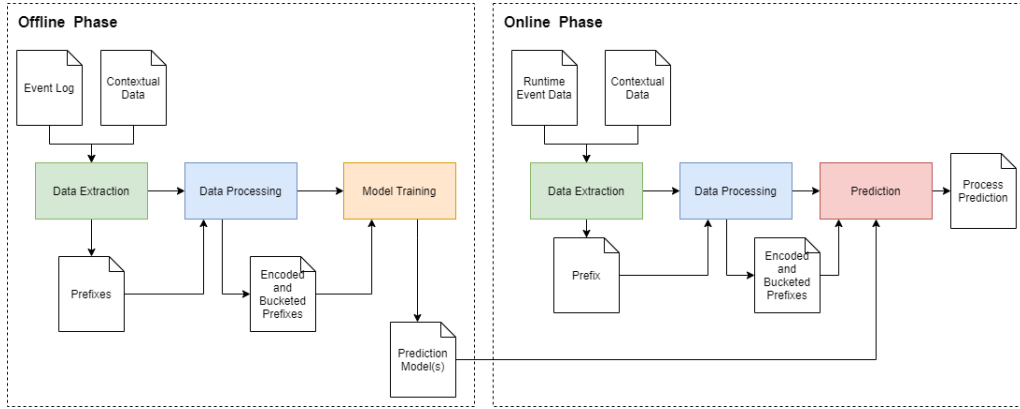 Offline Phase
Event Log
Contextual
Data
Data Extraction
Data Processing
Model Training
Prefixes
Encoded
and
Bucketed
Prefixes
Prediction
Model(s)
Online Phase
Runtime
Event Data
Contextual
Data
Data Extraction
Data Processing
Prediction
Process
Prediction
Prefix
Encoded
and
Bucketed
Prefixes